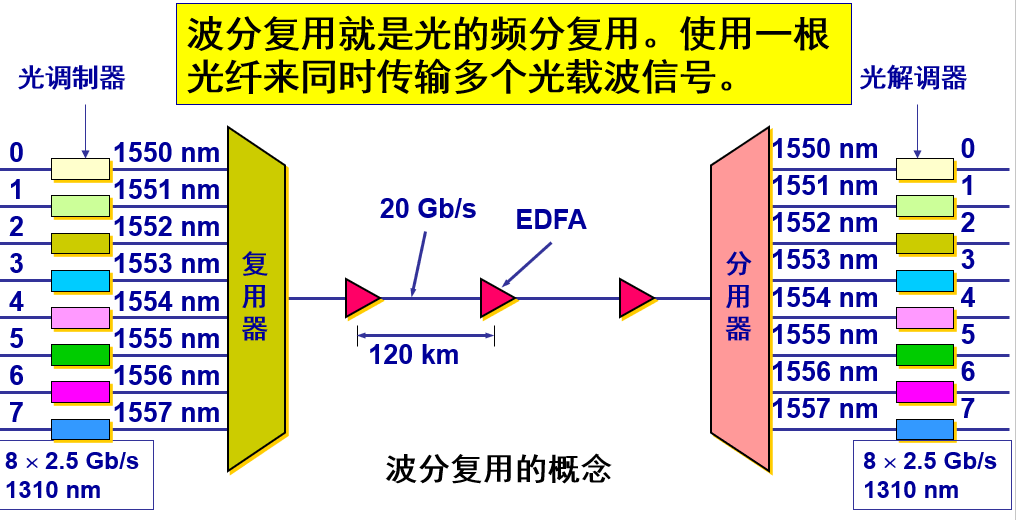 波分复用就是光的频分复用。使用一根
光纤来同时传输多个光载波信号。
光调制器
光解调器
0 1550 nm
1 1551 nm
2 1552 nm
3 1553 nm
4 1554 nm
5 1555 nm
6 1556 nm
7 1557 nm
8 × 2.5 Gb/s
1310 nm
复
用
器
20 Gb/s
EDFA
120 km
分
用
器
1550 nm 0
1551 nm 1
1552 nm 2
1553 nm 3
1554 nm 4
1555 nm 5
1556 nm 6
1557 nm 7
8 × 2.5 Gb/s
1310 nm
波分复用的概念